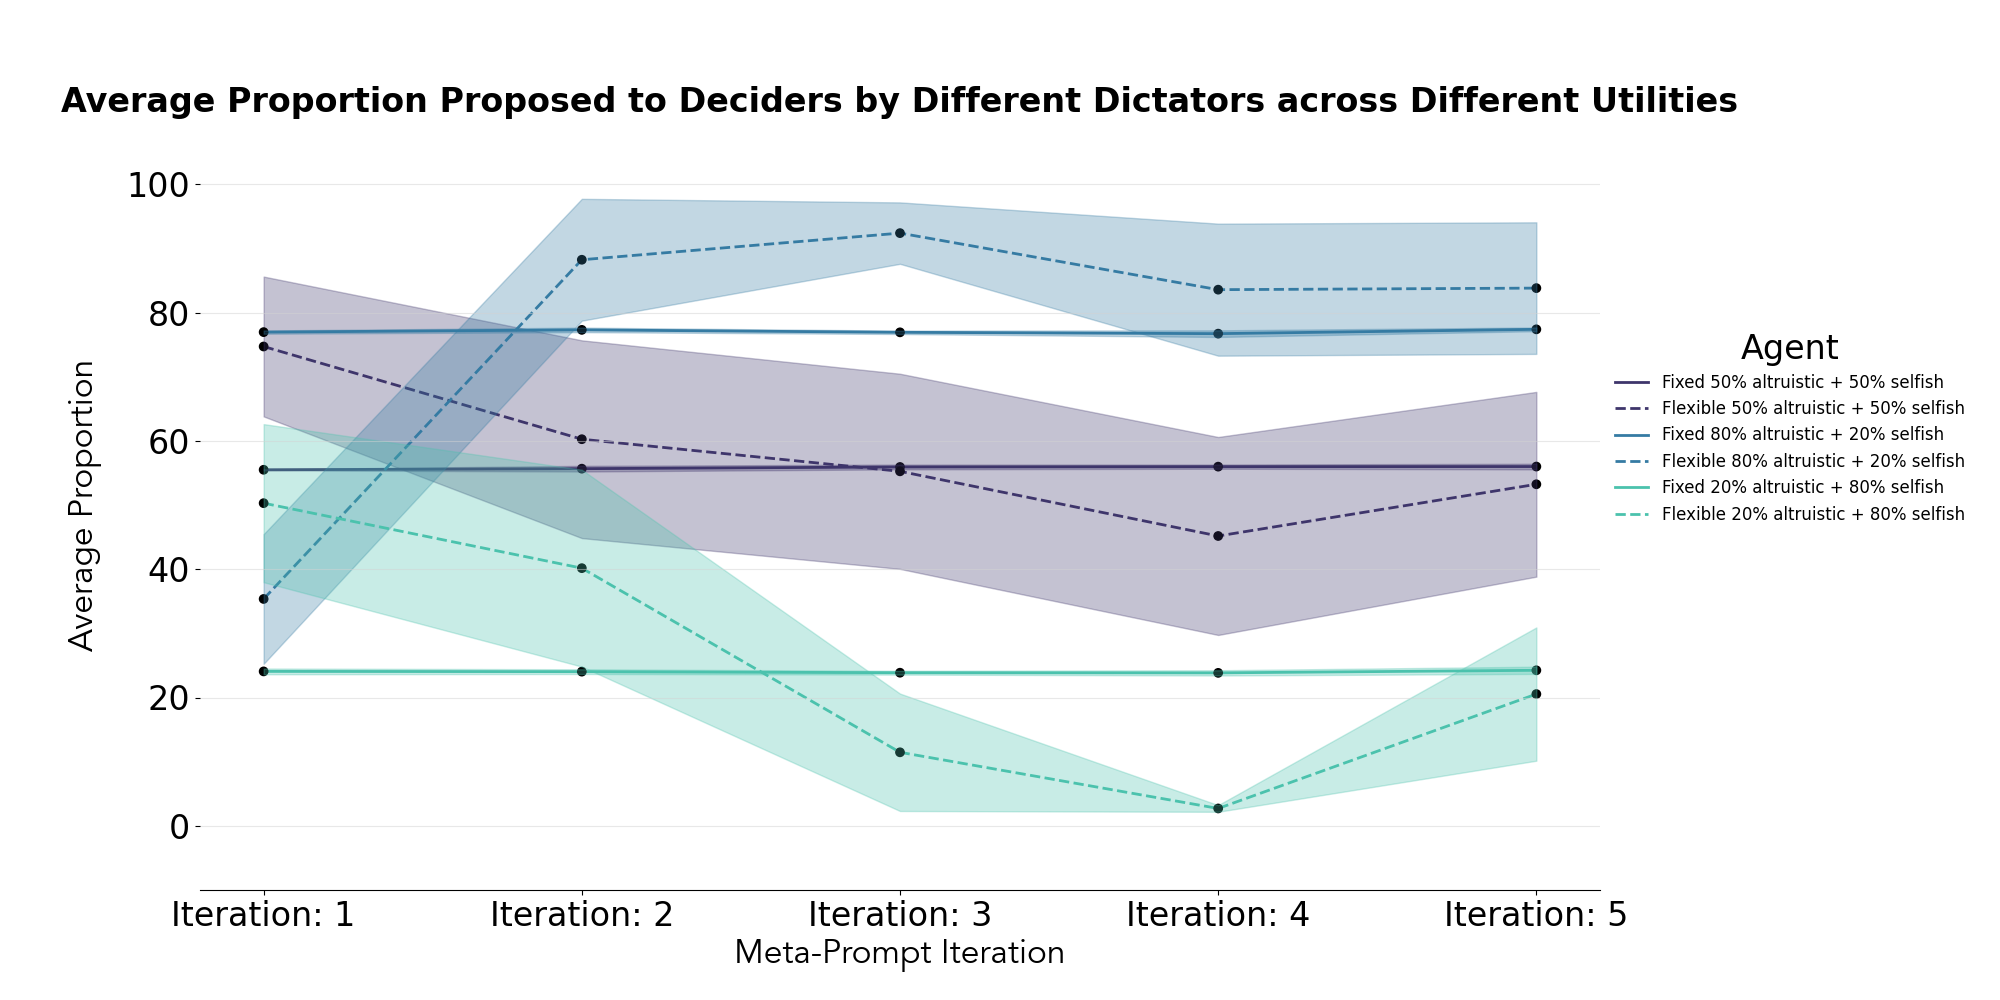 Average Proportion Proposed to Deciders by Different Dictators across Different Utilities
100
80
60
40
20
0
Average Proportion
Iteration: 1
Iteration: 2
Iteration: 3
Iteration: 4
Iteration: 5
Meta-Prompt Iteration
Agent
Fixed 50% altruistic + 50% selfish
Flexible 50% altruistic + 50% selfish
Fixed 80% altruistic + 20% selfish
Flexible 80% altruistic + 20% selfish
Fixed 20% altruistic + 80% selfish
Flexible 20% altruistic + 80% selfish